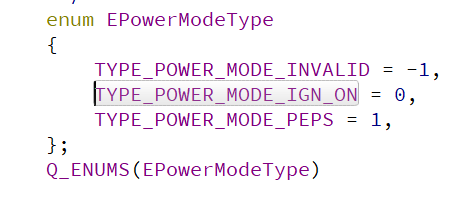 enum EPowerModeType
{
TYPE_POWER_MODE_INVALID = -1,
TYPE_POWER_MODE_IGN_ON = 0,
TYPE_POWER_MODE_PEPS = 1,
};
Q_ENUMS(EPowerModeType)